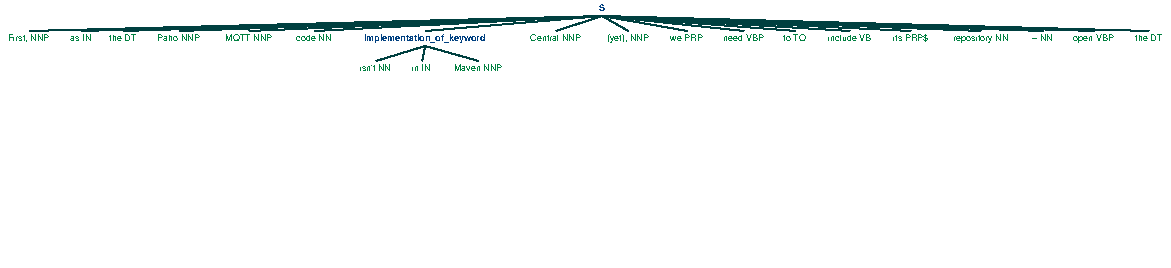 S
First, NNP as IN the DT Paho NNP MQTT NNP code NN Implementation_of_keyword Central NNP (yet), NNP we PRP need VBP to TO include VB its PRP$ repository NN -- NN open VBP the DT
isn't NN in IN Maven NNP